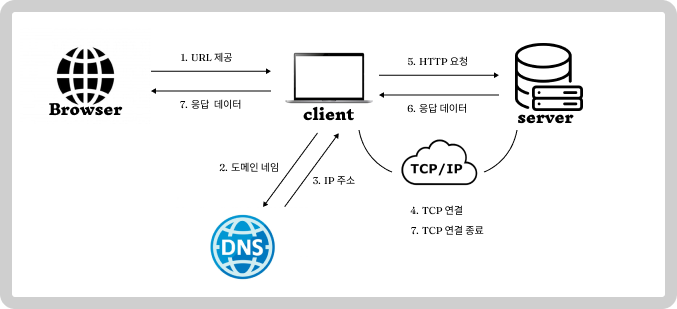 1. URL 제공
7. 응답 데이터
Browser
client
5. HTTP 요청
6. 응답 데이터
server
2. 도메인 네임
3. IP 주소
DNS
TCP/IP
4. TCP 연결
7. TCP 연결 종료